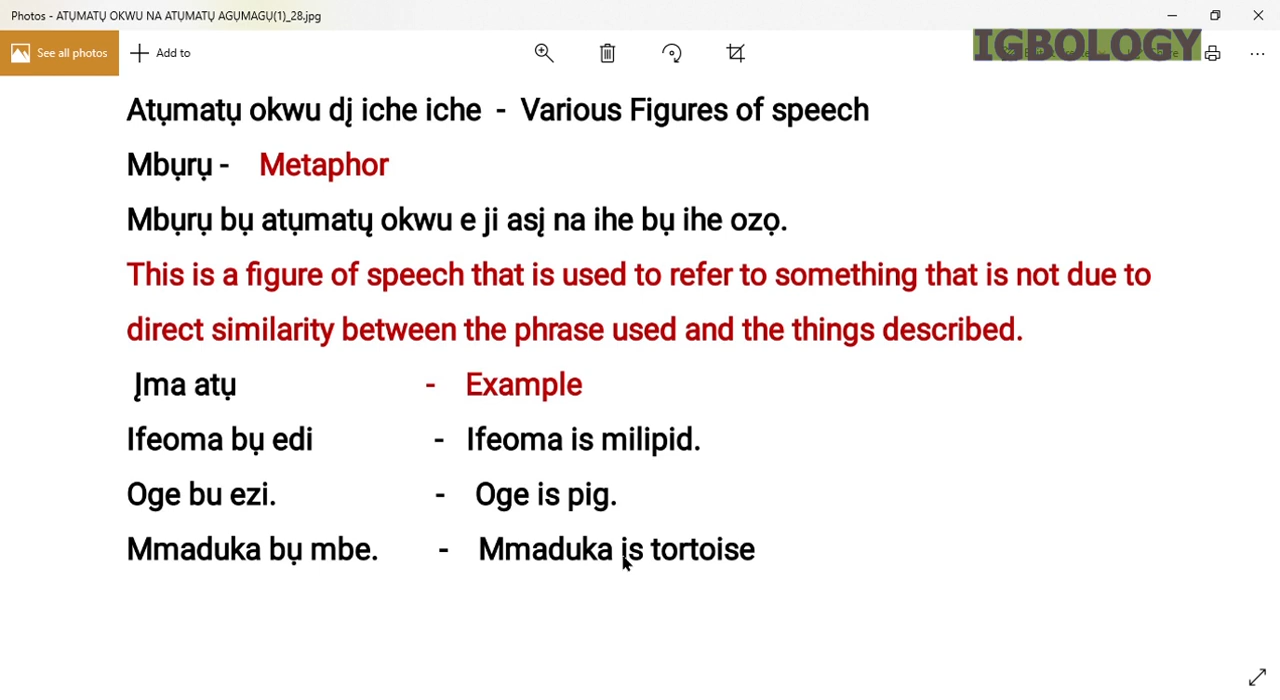 Photos - ATỤMATỤ OKWU NA ATỤMATỤ AGỤMAGỤ(1)_28.jpg
IGBOLOGY
See all photos
Add to
Atụmatụ okwu dị iche iche - Various Figures of speech
Mbụrụ - Metaphor
Mbụrụ bụ atụmatụ okwu e ji asị na ihe bụ ihe ozọ.
This is a figure of speech that is used to refer to something that is not due to
direct similarity between the phrase used and the things described.
Ịma atụ - Example
Ifeoma bụ edi - Ifeoma is milipid.
Oge bu ezi. - Oge is pig.
Mmaduka bụ mbe. - Mmaduka is tortoise